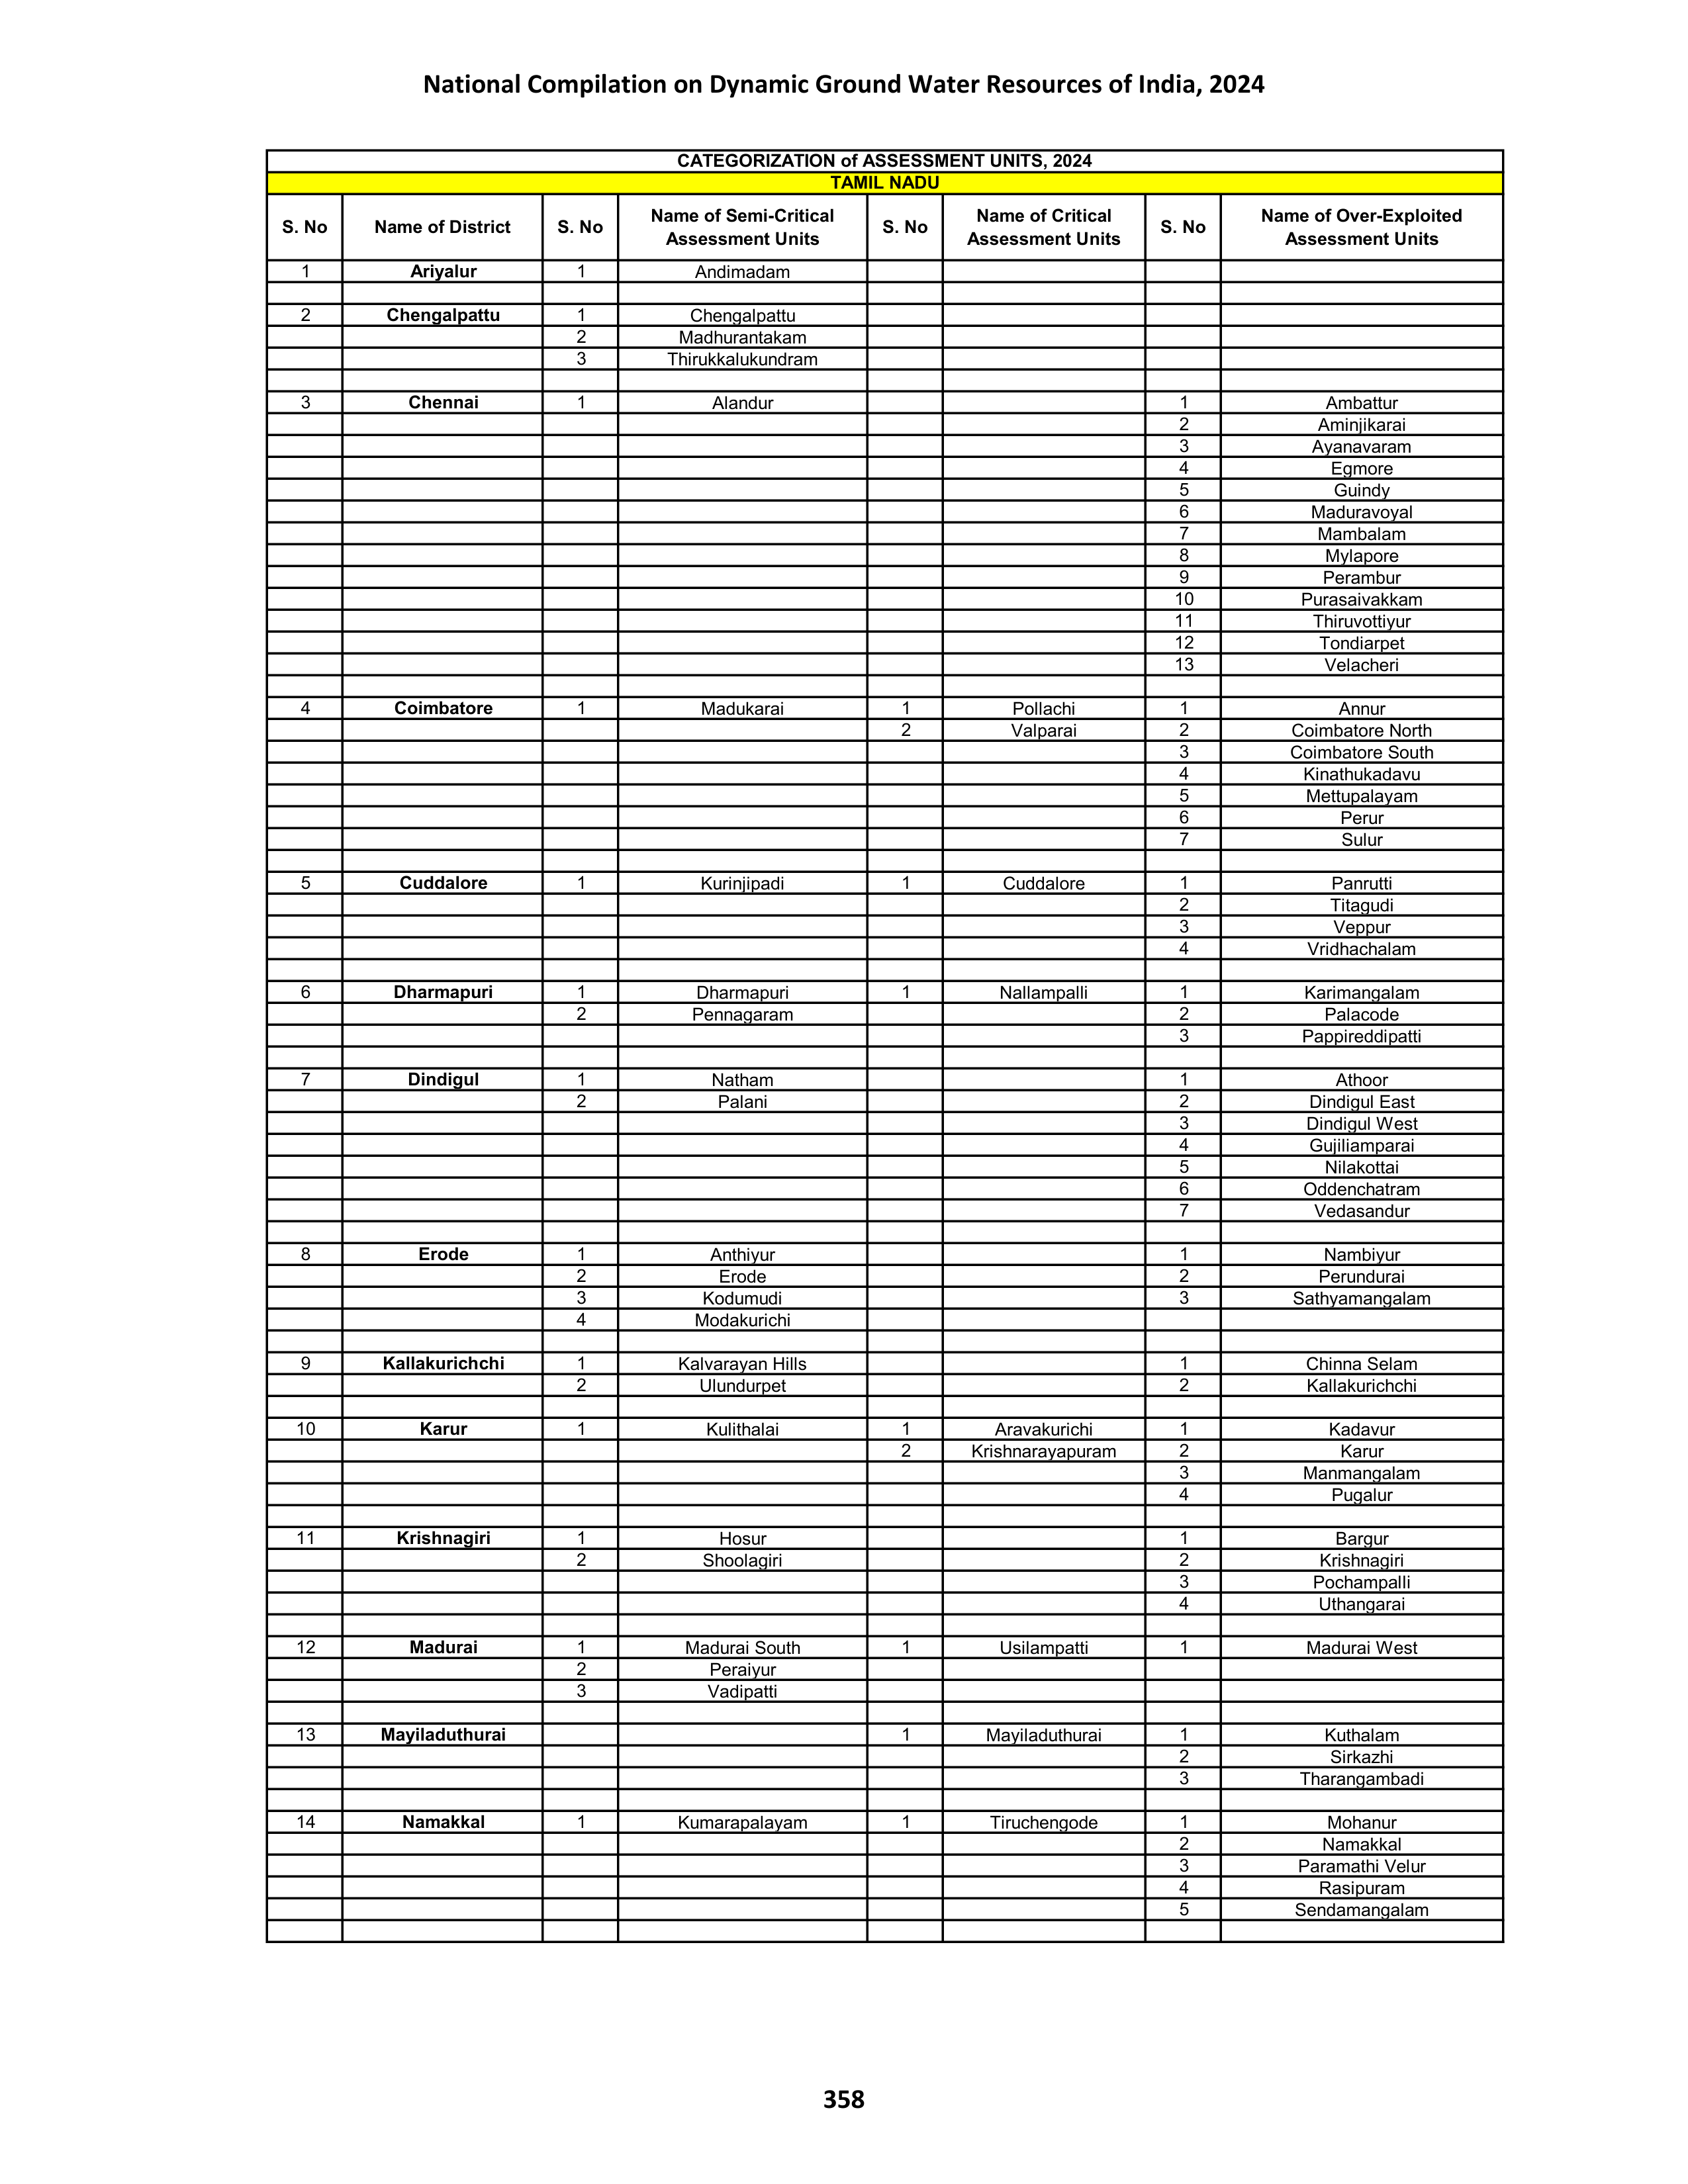 National Compilation on Dynamic Ground Water Resources of India, 2024
CATEGORIZATION of ASSESSMENT UNITS, 2024
TAMIL NADU
S. No Name of District S. No Name of Semi-Critical Assessment Units S. No Name of Critical Assessment Units S. No Name of Over-Exploited Assessment Units
1 Ariyalur 1 Andimadam
2 Chengalpattu 1 Chengalpattu
2 Madhurantakam
3 Thirukkalukundram
3 Chennai 1 Alandur 1 Ambattur
2 Aminjikarai
3 Ayanavaram
4 Egmore
5 Guindy
6 Maduravoyal
7 Mambalam
8 Mylapore
9 Perambur
10 Purasaivakkam
11 Thiruvottiyur
12 Tondiarpet
13 Velacheri
4 Coimbatore 1 Madukarai 1 Pollachi 1 Annur
2 Valparai 2 Coimbatore North
3 Coimbatore South
4 Kinathukadavu
5 Mettupalayam
6 Perur
7 Sulur
5 Cuddalore 1 Kurinjipadi 1 Cuddalore 1 Panrutti
2 Titagudi
3 Veppur
4 Vridhachalam
6 Dharmapuri 1 Dharmapuri 1 Nallampalli 1 Karimangalam
2 Pennagaram 2 Palacode
3 Pappireddipatti
7 Dindigul 1 Natham 1 Athoor
2 Palani 2 Dindigul East
3 Dindigul West
4 Gujiliamparai
5 Nilakottai
6 Oddenchatram
7 Vedasandur
8 Erode 1 Anthiyur 1 Nambiyur
2 Erode 2 Perundurai
3 Kodumudi 3 Sathyamangalam
4 Modakurichi
9 Kallakurichchi 1 Kalvarayan Hills 1 Chinna Selam
2 Ulundurpet 2 Kallakurichchi
10 Karur 1 Kulithalai 1 Aravakurichi 1 Kadavur
2 Krishnarayapuram 2 Karur
3 Manmangalam
4 Pugalur
11 Krishnagiri 1 Hosur 1 Bargur
2 Shoolagiri 2 Krishnagiri
3 Pochampalli
4 Uthangarai
12 Madurai 1 Madurai South 1 Usilampatti 1 Madurai West
2 Peraiyur
3 Vadipatti
13 Mayiladuthurai 1 Mayiladuthurai 1 Kuthalam
2 Sirkazhi
3 Tharangambadi
14 Namakkal 1 Kumarapalayam 1 Tiruchengode 1 Mohanur
2 Namakkal
3 Paramathi Velur
4 Rasipuram
5 Sendamangalam
358